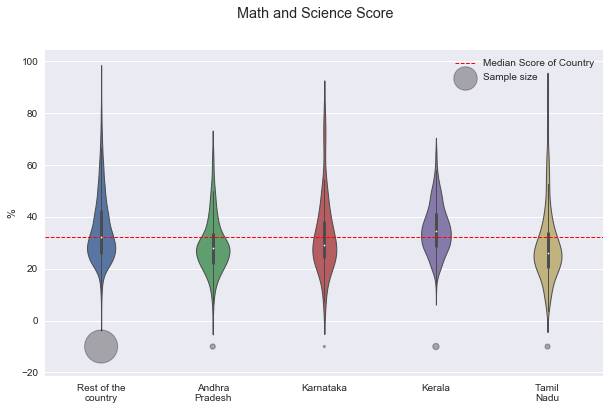 Math and Science Score
Median Score of Country
Sample size
%
100
80
60
40
20
0
−20
Rest of the
country
Andhra
Pradesh
Karnataka
Kerala
Tamil
Nadu